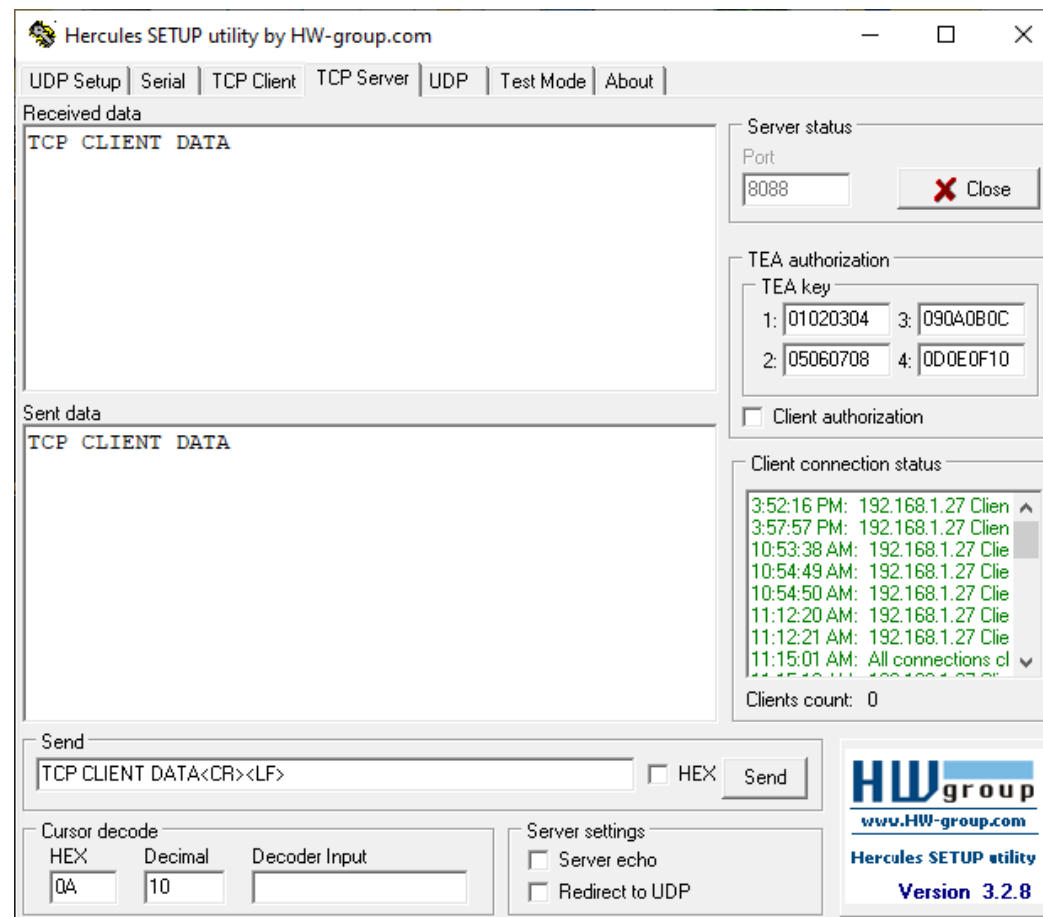 Hercules SETUP utility by HW-group.com
UDP Setup Serial TCP Client TCP Server UDP Test Mode About
Received data
TCP CLIENT DATA
Sent data
TCP CLIENT DATA
Server status
Port
8088 Close
TEA authorization
TEA key
1: 01020304 3: 090A0B0C
2: 05060708 4: 0D0E0F10
Client authorization
Client connection status
3:52:16 PM: 192.168.1.27 Clien
3:57:57 PM: 192.168.1.27 Clien
10:53:38 AM: 192.168.1.27 Clie
10:54:49 AM: 192.168.1.27 Clie
10:54:50 AM: 192.168.1.27 Clie
11:12:20 AM: 192.168.1.27 Clie
11:12:21 AM: 192.168.1.27 Clie
11:15:01 AM: All connections cl
Clients count: 0
Send
TCP CLIENT DATA<CR><LF> HEX Send
Cursor decode
HEX Decimal Decoder Input
0A 10
Server settings
Server echo
Redirect to UDP
HWgroup
www.HW-group.com
Hercules SETUP utility
Version 3.2.8